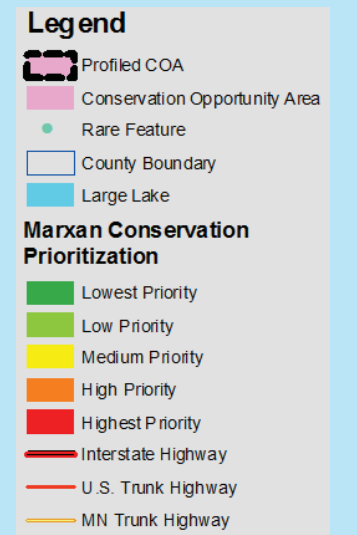 Legend
Profiled COA
Conservation Opportunity Area
Rare Feature
County Boundary
Large Lake
Marxan Conservation
Prioritization
Lowest Priority
Low Priority
Medium Priority
High Priority
Highest Priority
Interstate Highway
U.S. Trunk Highway
MN Trunk Highway